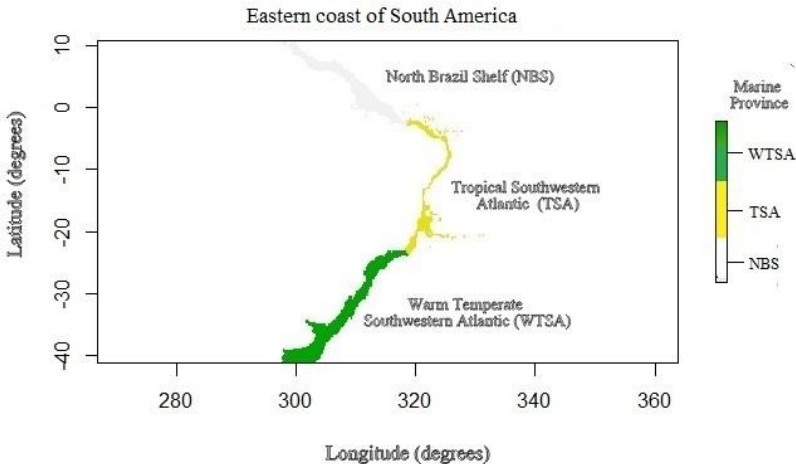 Eastern coast of South America
10
0
-10
-20
-30
-40
Latitude (degrees)
280
300
320
340
360
Longitude (degrees)
North Brazil Shelf (NBS)
Tropical Southwestern
Atlantic (TSA)
Warm Temperate
Southwestern Atlantic (WTSA)
Marine
Province
WTSA
TSA
NBS